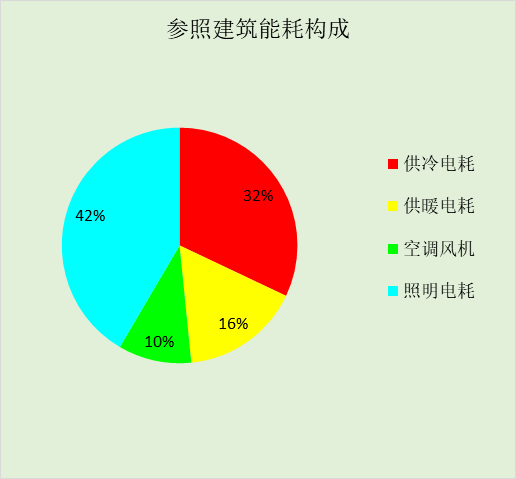 参照建筑能耗构成
供冷电耗
32%
供暖电耗
42%
空调风机
照明电耗
16%
10%